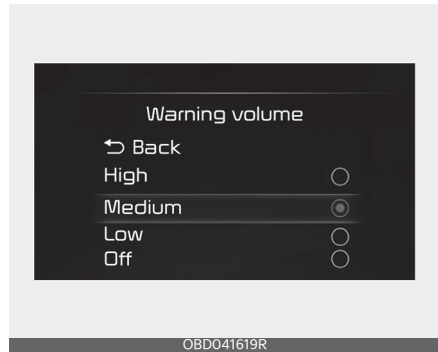 Warning volume
Back
High
Medium
Low
Off
OBD041619R